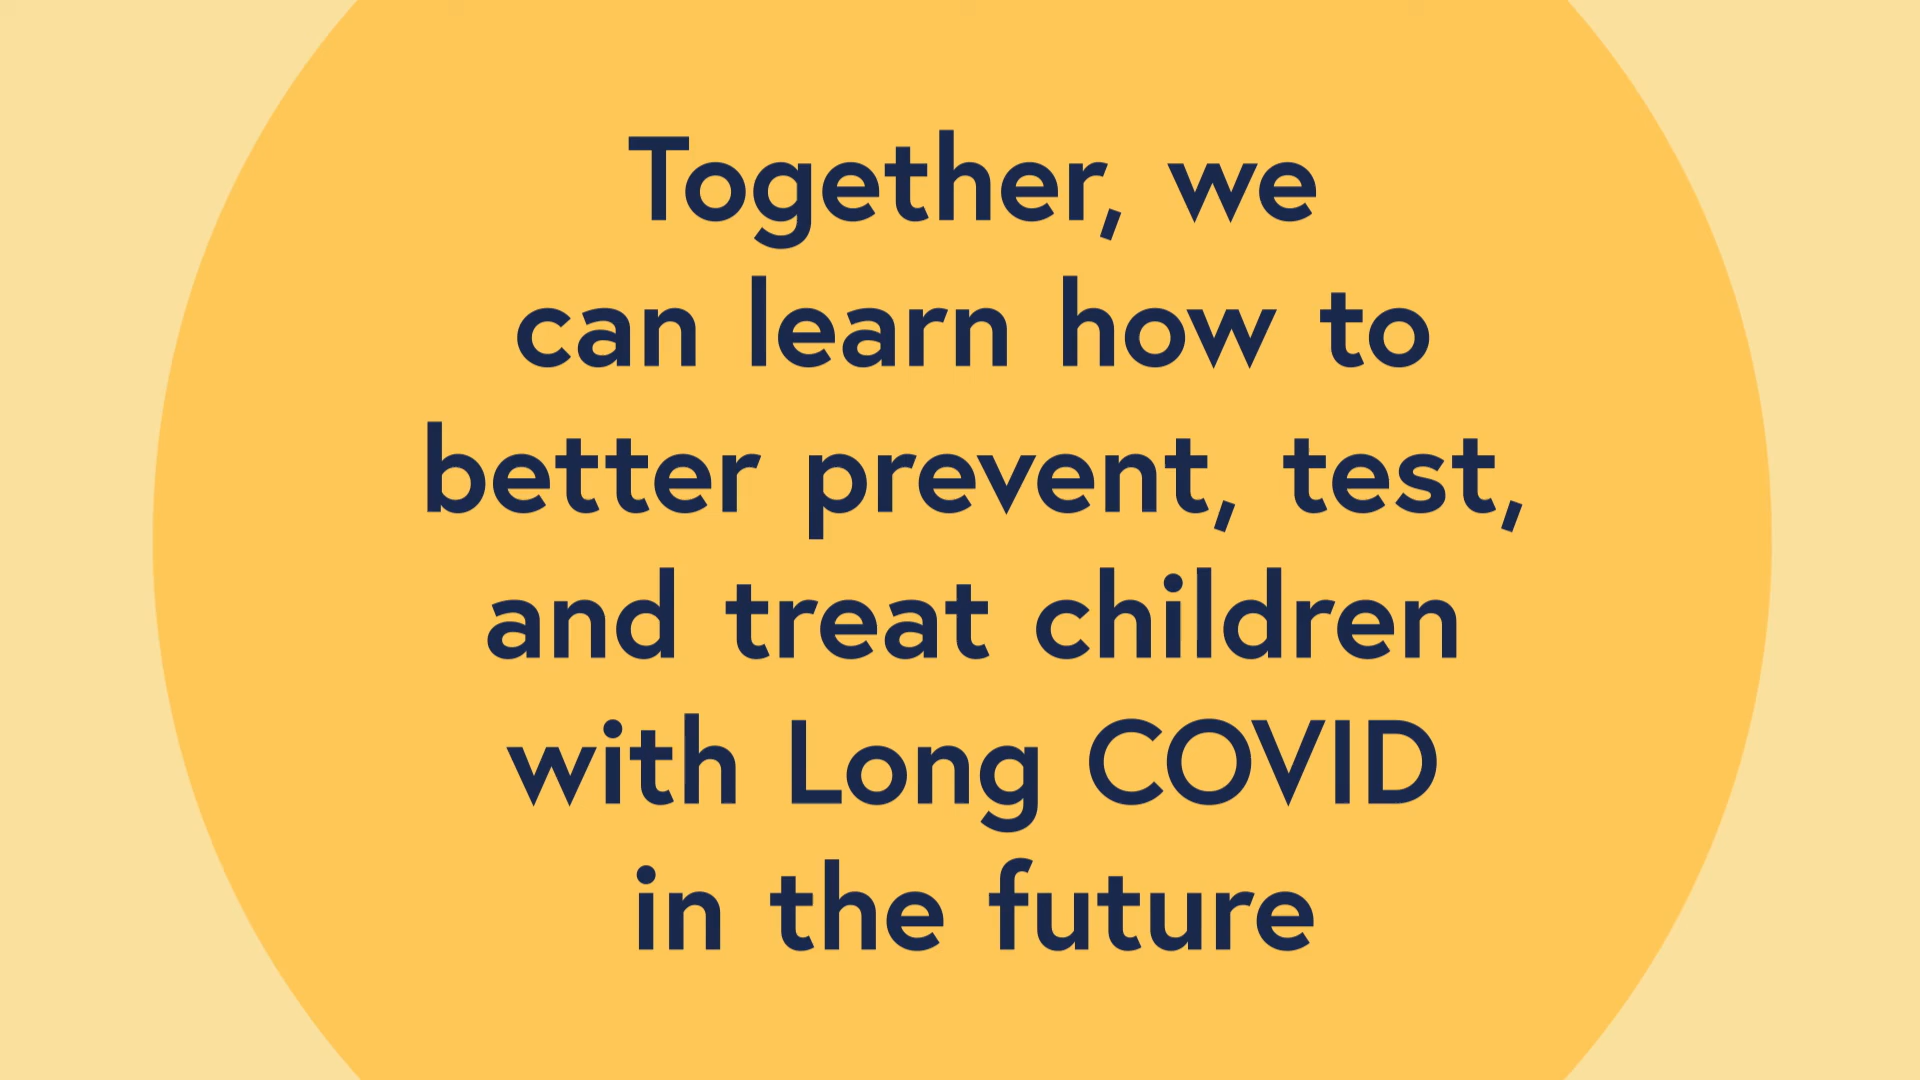 Together, we
can learn how to
better prevent, test,
and treat children
with Long COVID
in the future